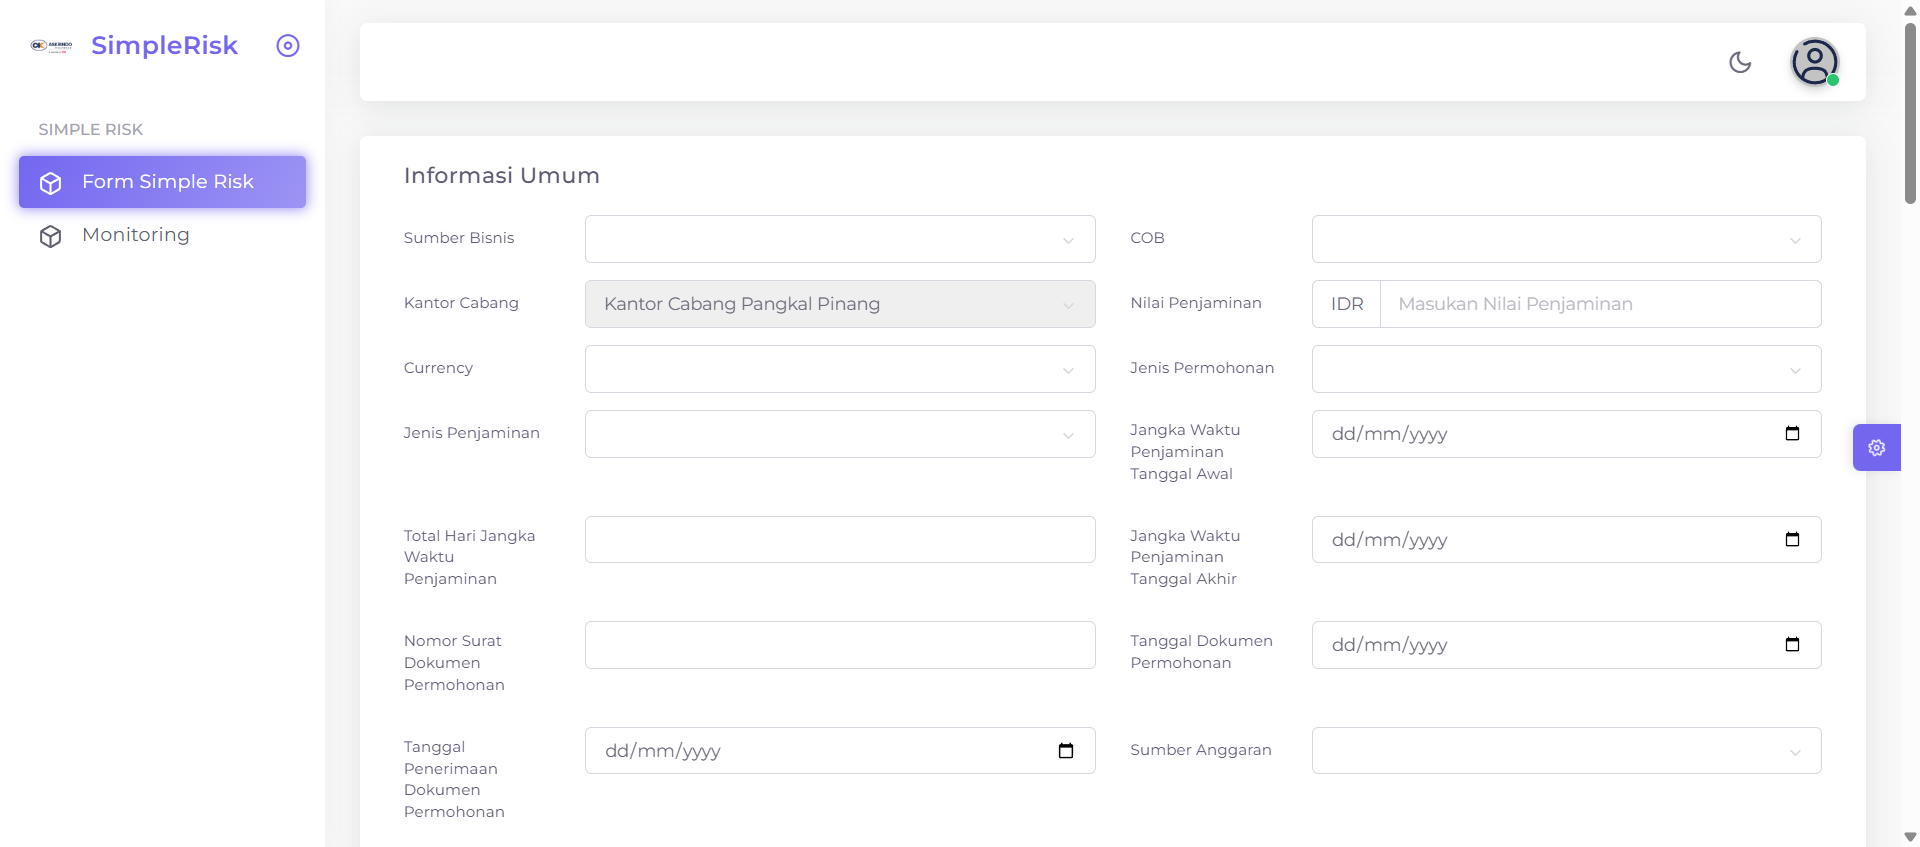 ASKRINDO
SimpleRisk
SIMPLE RISK
Form Simple Risk
Monitoring
Informasi Umum
Sumber Bisnis
COB
Kantor Cabang
Kantor Cabang Pangkal Pinang
Nilai Penjaminan
IDR
Masukan Nilai Penjaminan
Currency
Jenis Permohonan
Jenis Penjaminan
Jangka Waktu
Penjaminan
Tanggal Awal
dd/mm/yyyy
Total Hari Jangka
Waktu
Penjaminan
Jangka Waktu
Penjaminan
Tanggal Akhir
dd/mm/yyyy
Nomor Surat
Dokumen
Permohonan
Tanggal Dokumen
Permohonan
dd/mm/yyyy
Tanggal
Penerimaan
Dokumen
Permohonan
dd/mm/yyyy
Sumber Anggaran